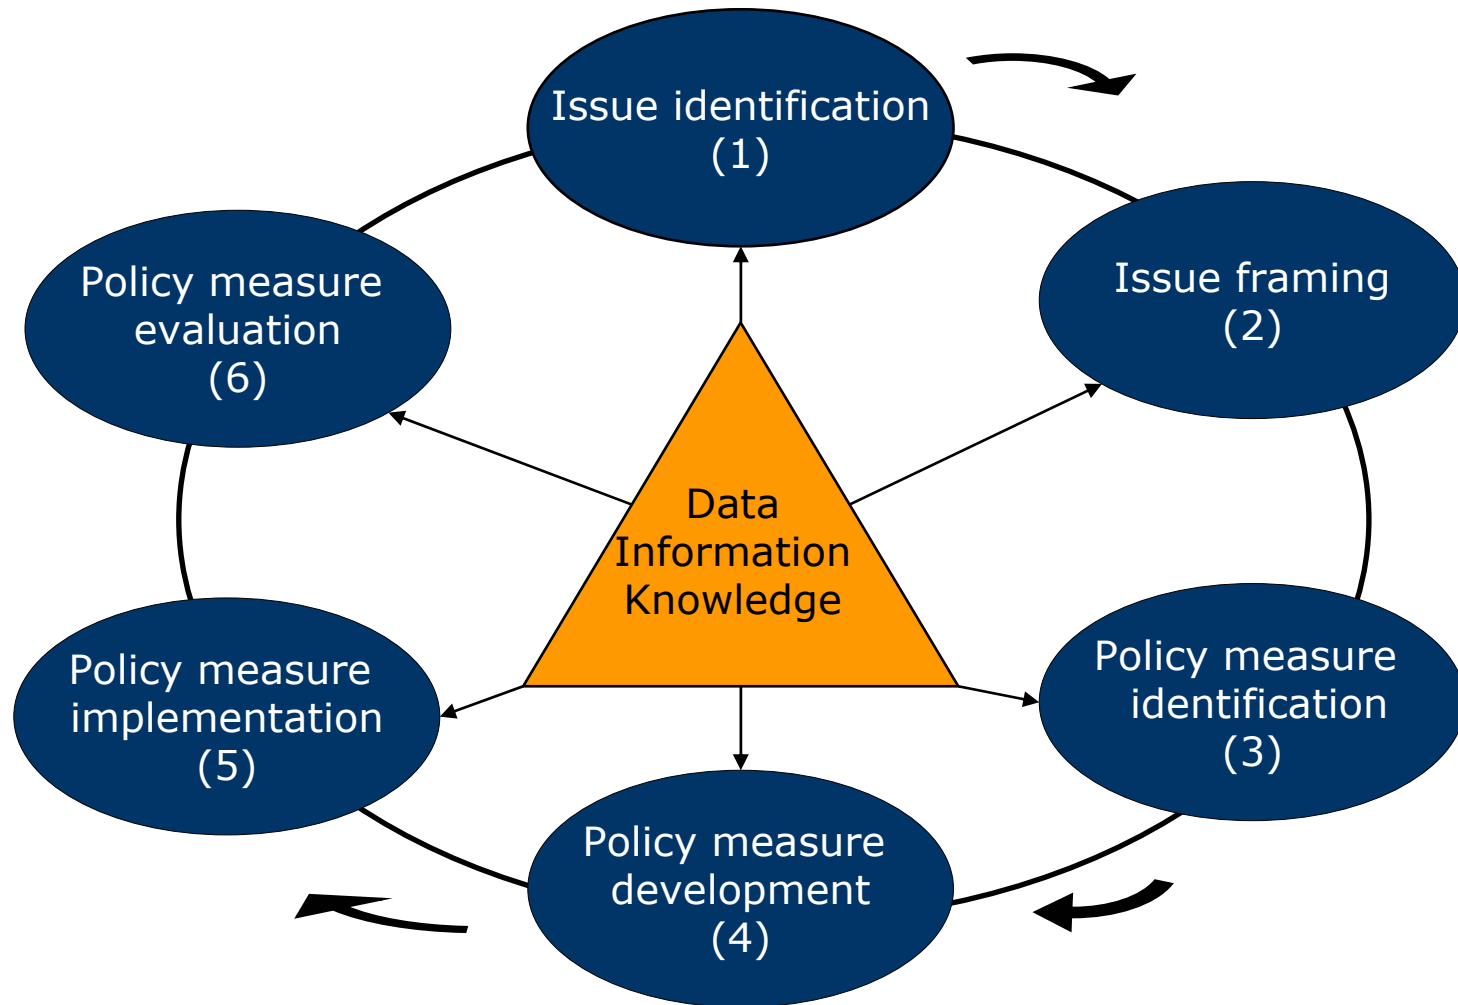 Issue identification
(1)
Issue framing
(2)
Policy measure
identification
(3)
Policy measure
development
(4)
Policy measure
implementation
(5)
Policy measure
evaluation
(6)
Data
Information
Knowledge